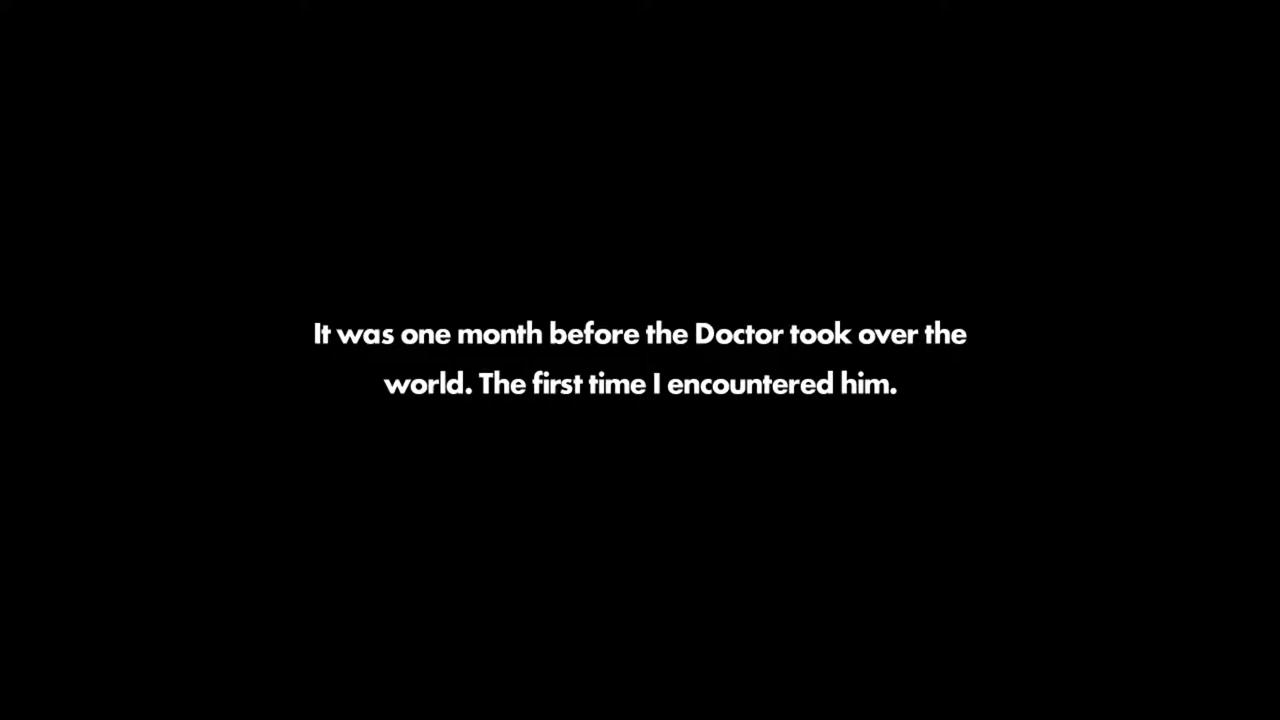 It was one month before the Doctor took over the
world. The first time I encountered him.